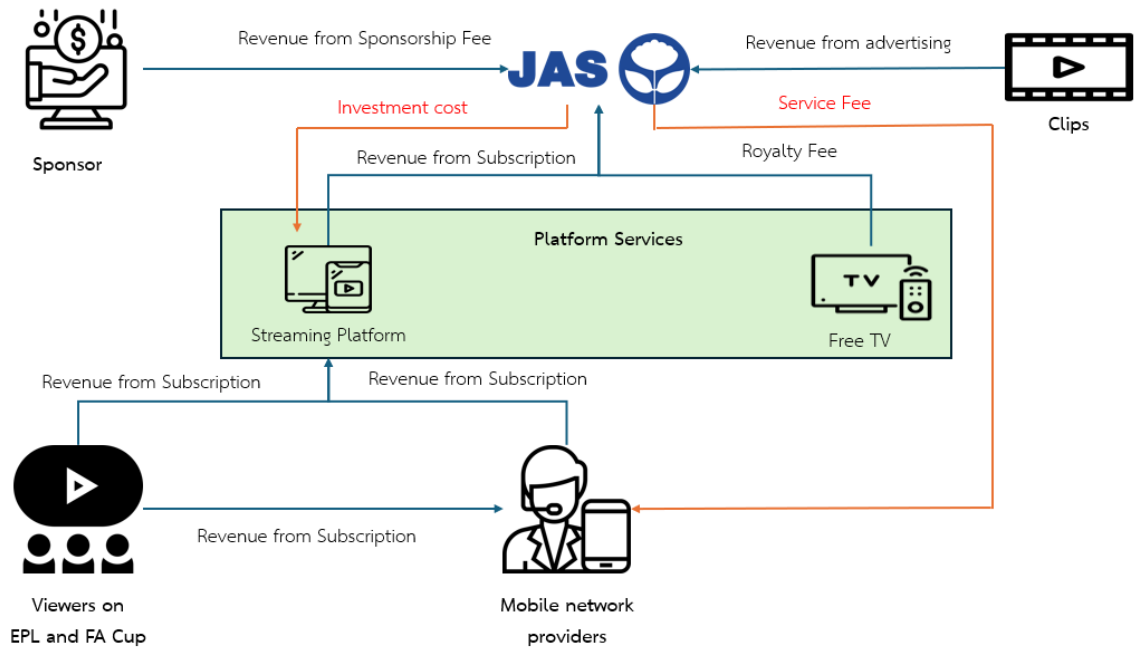 Revenue from Sponsorship Fee
Revenue from advertising
$
JAS
Investment cost
Service Fee
Clips
Sponsor
Revenue from Subscription
Royalty Fee
Platform Services
TV
Streaming Platform
Free TV
Revenue from Subscription
Revenue from Subscription
Revenue from Subscription
Viewers on
EPL and FA Cup
Mobile network
providers